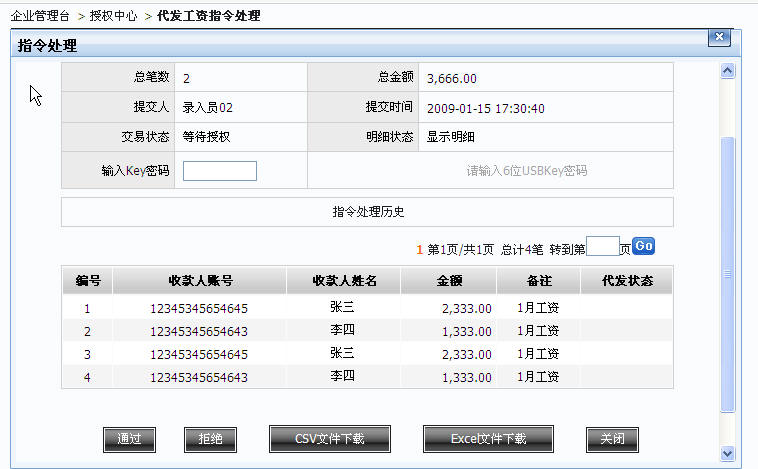 企业管理台 > 授权中心 > 代发工资指令处理
指令处理
总笔数 2 总金额 3,666.00
提交人 录入员02 提交时间 2009-01-15 17:30:40
交易状态 等待授权 明细状态 显示明细
输入Key密码 请输入6位USBKey密码
指令处理历史
1 第1页/共1页 总计4笔 转到第 页 Go
编号 收款人账号 收款人姓名 金额 备注 代发状态
1 12345345654645 张三 2,333.00 1月工资
2 12345345654643 李四 1,333.00 1月工资
3 12345345654645 张三 2,333.00 1月工资
4 12345345654643 李四 1,333.00 1月工资
通过 拒绝 CSV文件下载 Excel文件下载 关闭